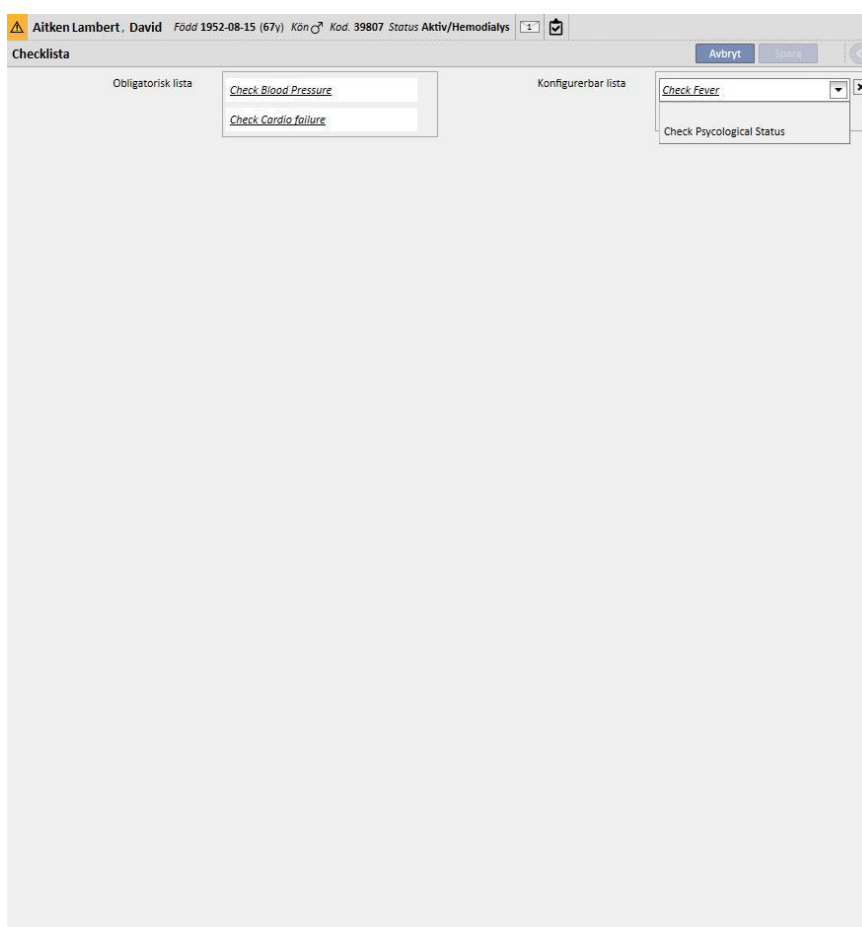 Aitken Lambert, David Född 1952-08-15 (67y) Kön Kod. 39807 Status Aktiv/Hemodialys 1
Checklista Avbryt Spara
Obligatorisk lista Check Blood Pressure Konfigurerbar lista Check Fever
Check Cardio failure
Check Psycological Status